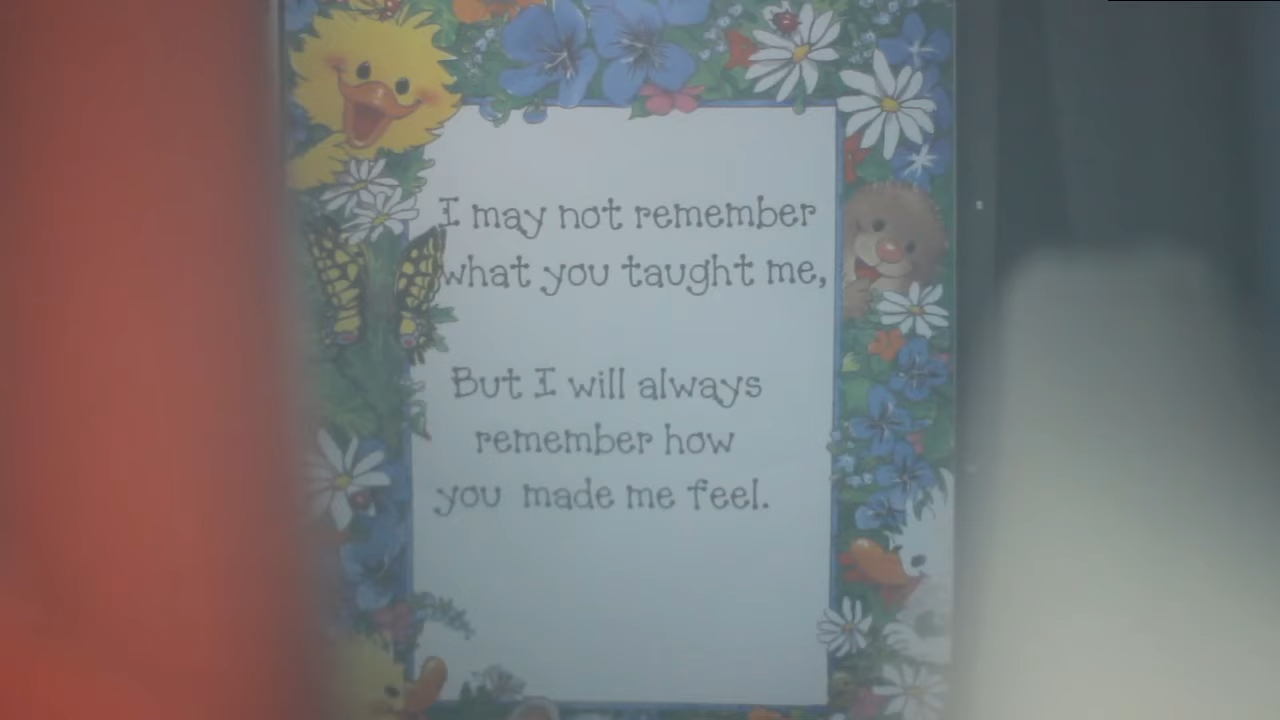 I may not remember
what you taught me,
But I will always
remember how
you made me feel.